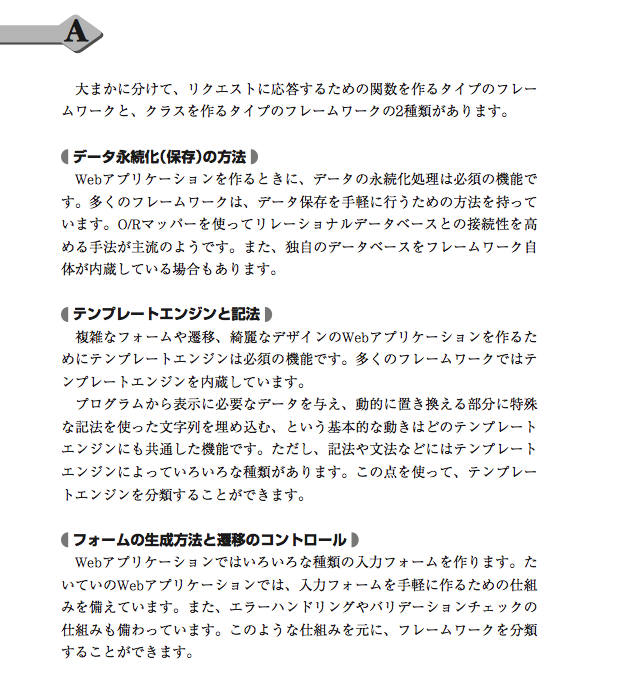 A
大まかに分けて、リクエストに応答するための関数を作るタイプのフレー
ムワークと、クラスを作るタイプのフレームワークの2種類があります。
データ永続化(保存)の方法
Webアプリケーションを作るときに、データの永続化処理は必須の機能で
す。多くのフレームワークは、データ保存を手軽に行うための方法を持って
います。O/Rマッパーを使ってリレーショナルデータベースとの接続性を高
める手法が主流のようです。また、独自のデータベースをフレームワーク自
体が内蔵している場合もあります。
テンプレートエンジンと記法
複雑なフォームや遷移、綺麗なデザインのWebアプリケーションを作るた
めにテンプレートエンジンは必須の機能です。多くのフレームワークではテ
ンプレートエンジンを内蔵しています。
プログラムから表示に必要なデータを与え、動的に置き換える部分に特殊
な記法を使った文字列を埋め込む、という基本的な動きはどのテンプレート
エンジンにも共通した機能です。ただし、記法や文法などにはテンプレート
エンジンによっていろいろな種類があります。この点を使って、テンプレー
トエンジンを分類することができます。
フォームの生成方法と遷移のコントロール
Webアプリケーションではいろいろな種類の入力フォームを作ります。た
いていのWebアプリケーションでは、入力フォームを手軽に作るための仕組
みを備えています。また、エラーハンドリングやバリデーションチェックの
仕組みも備わっています。このような仕組みを元に、フレームワークを分類
することができます。